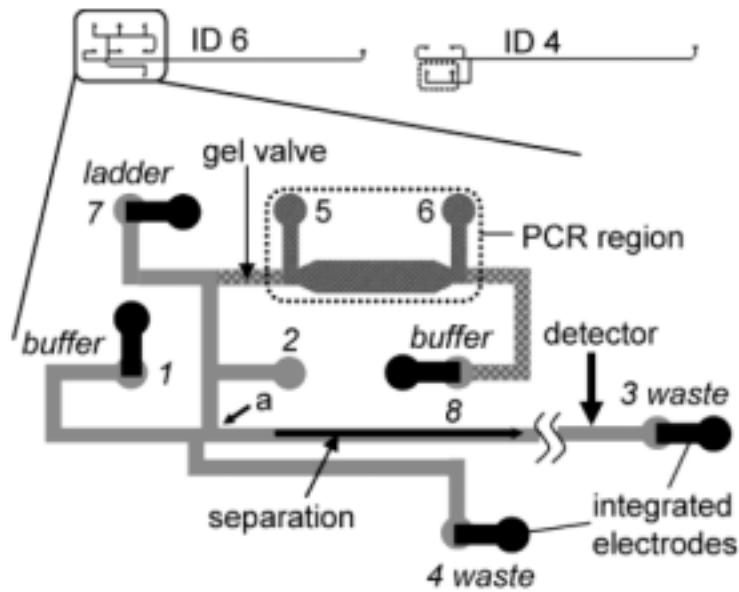 ID 6
ID 4
gel valve
ladder
7
5
6
PCR region
buffer
1
2
buffer
8
detector
a
3 waste
separation
integrated
electrodes
4 waste